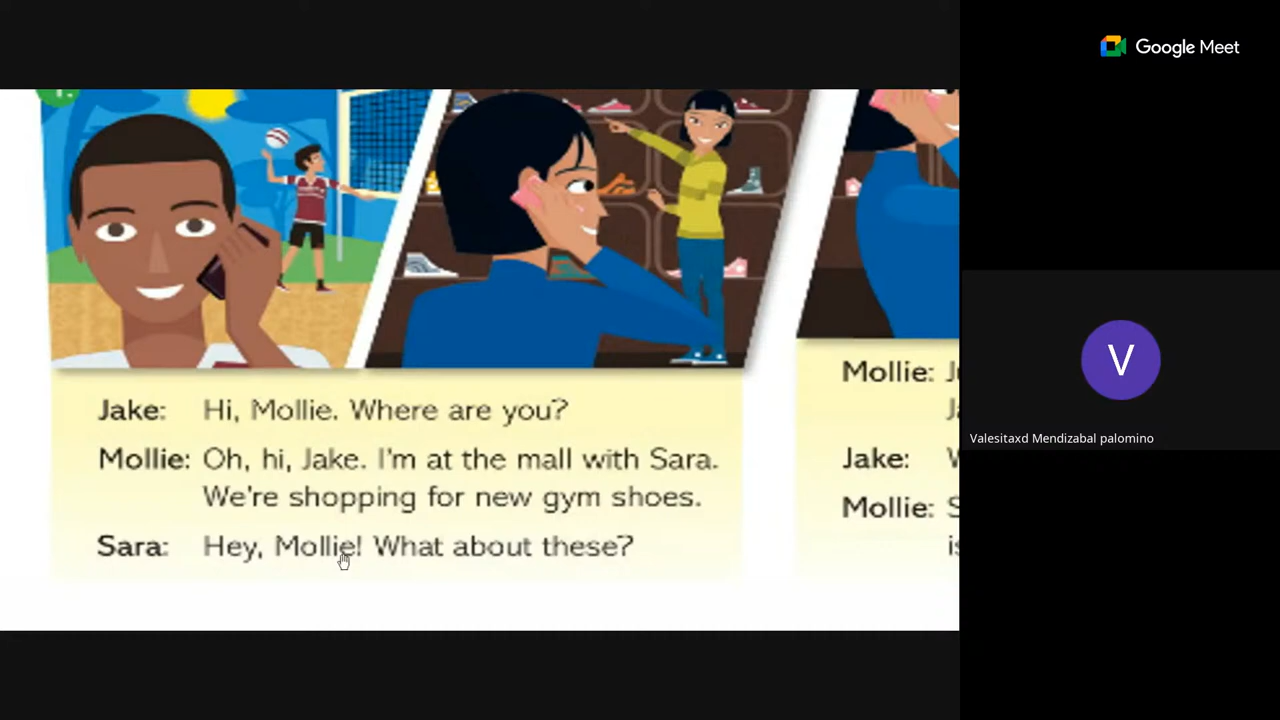 Google Meet
Jake: Hi, Mollie. Where are you?
Mollie: Oh, hi, Jake. I'm at the mall with Sara.
We're shopping for new gym shoes.
Sara: Hey, Mollie! What about these?
Mollie:
Jake:
Mollie:
V
Valesitaxd Mendizabal palomino